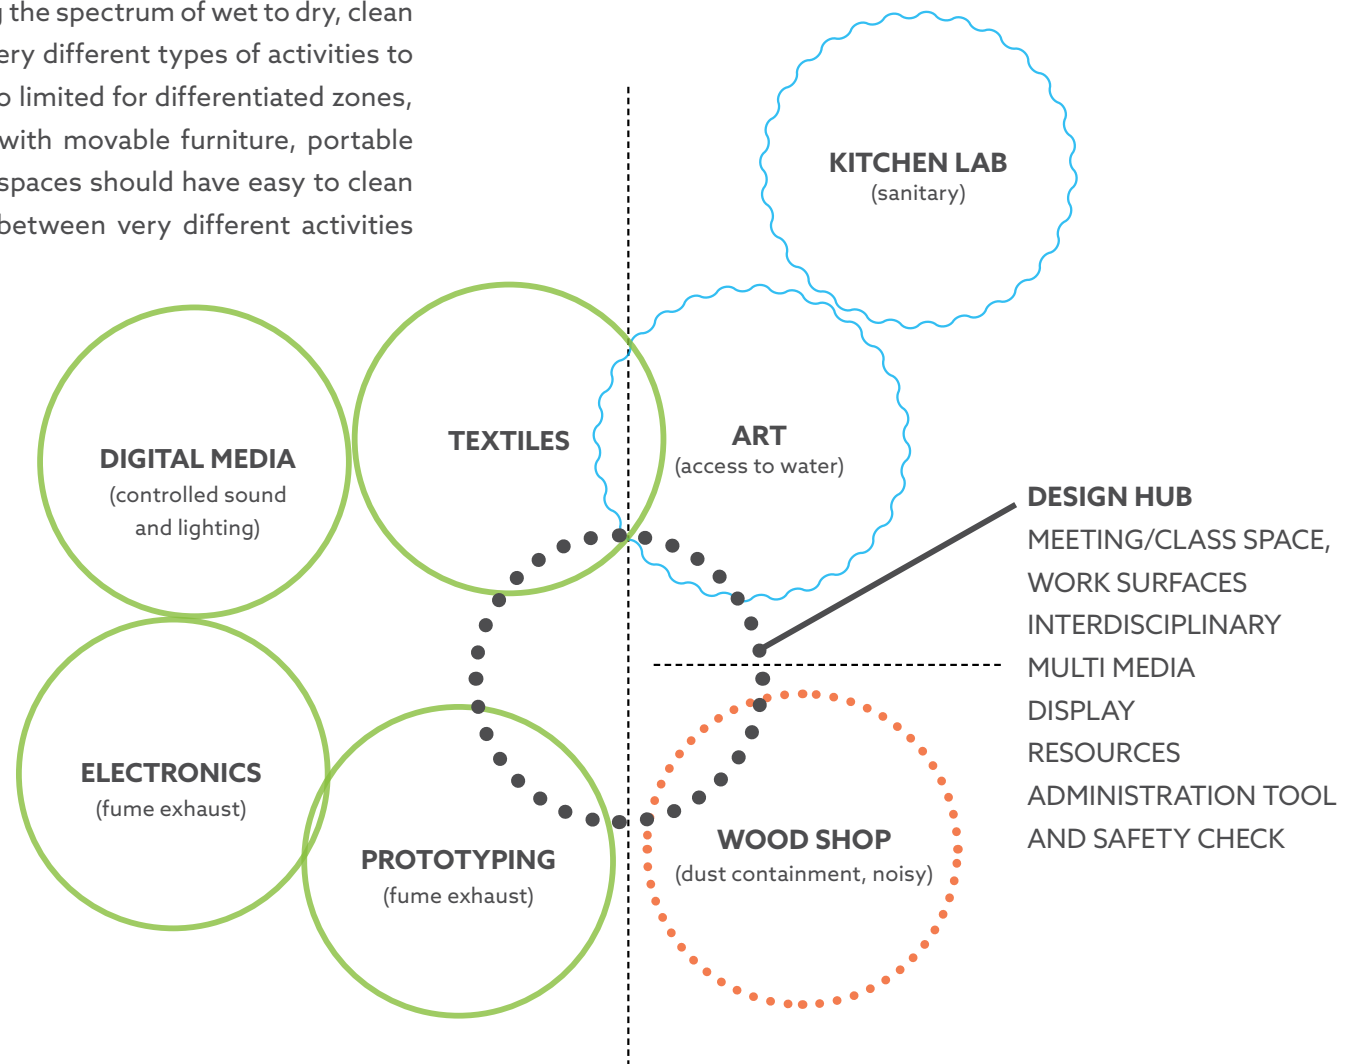 the spectrum of wet to dry, clean
very different types of activities to
limited for differentiated zones,
with movable furniture, portable
spaces should have easy to clean
between very different activities
KITCHEN LAB
(sanitary)
TEXTILES
ART
(access to water)
DIGITAL MEDIA
(controlled sound
and lighting)
DESIGN HUB
MEETING/CLASS SPACE,
WORK SURFACES
INTERDISCIPLINARY
MULTI MEDIA
DISPLAY
RESOURCES
ADMINISTRATION TOOL
AND SAFETY CHECK
ELECTRONICS
(fume exhaust)
PROTOTYPING
(fume exhaust)
WOOD SHOP
(dust containment, noisy)